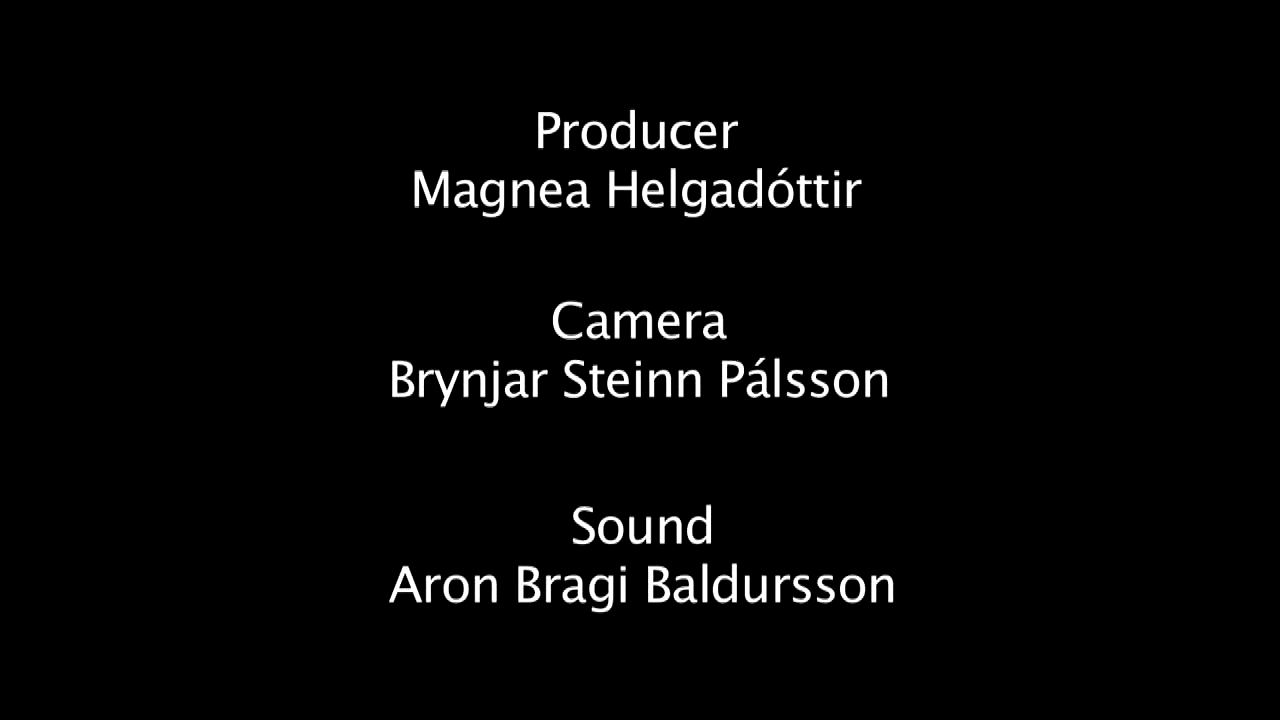 Producer
Magnea Helgadóttir
Camera
Brynjar Steinn Pálsson
Sound
Aron Bragi Baldursson